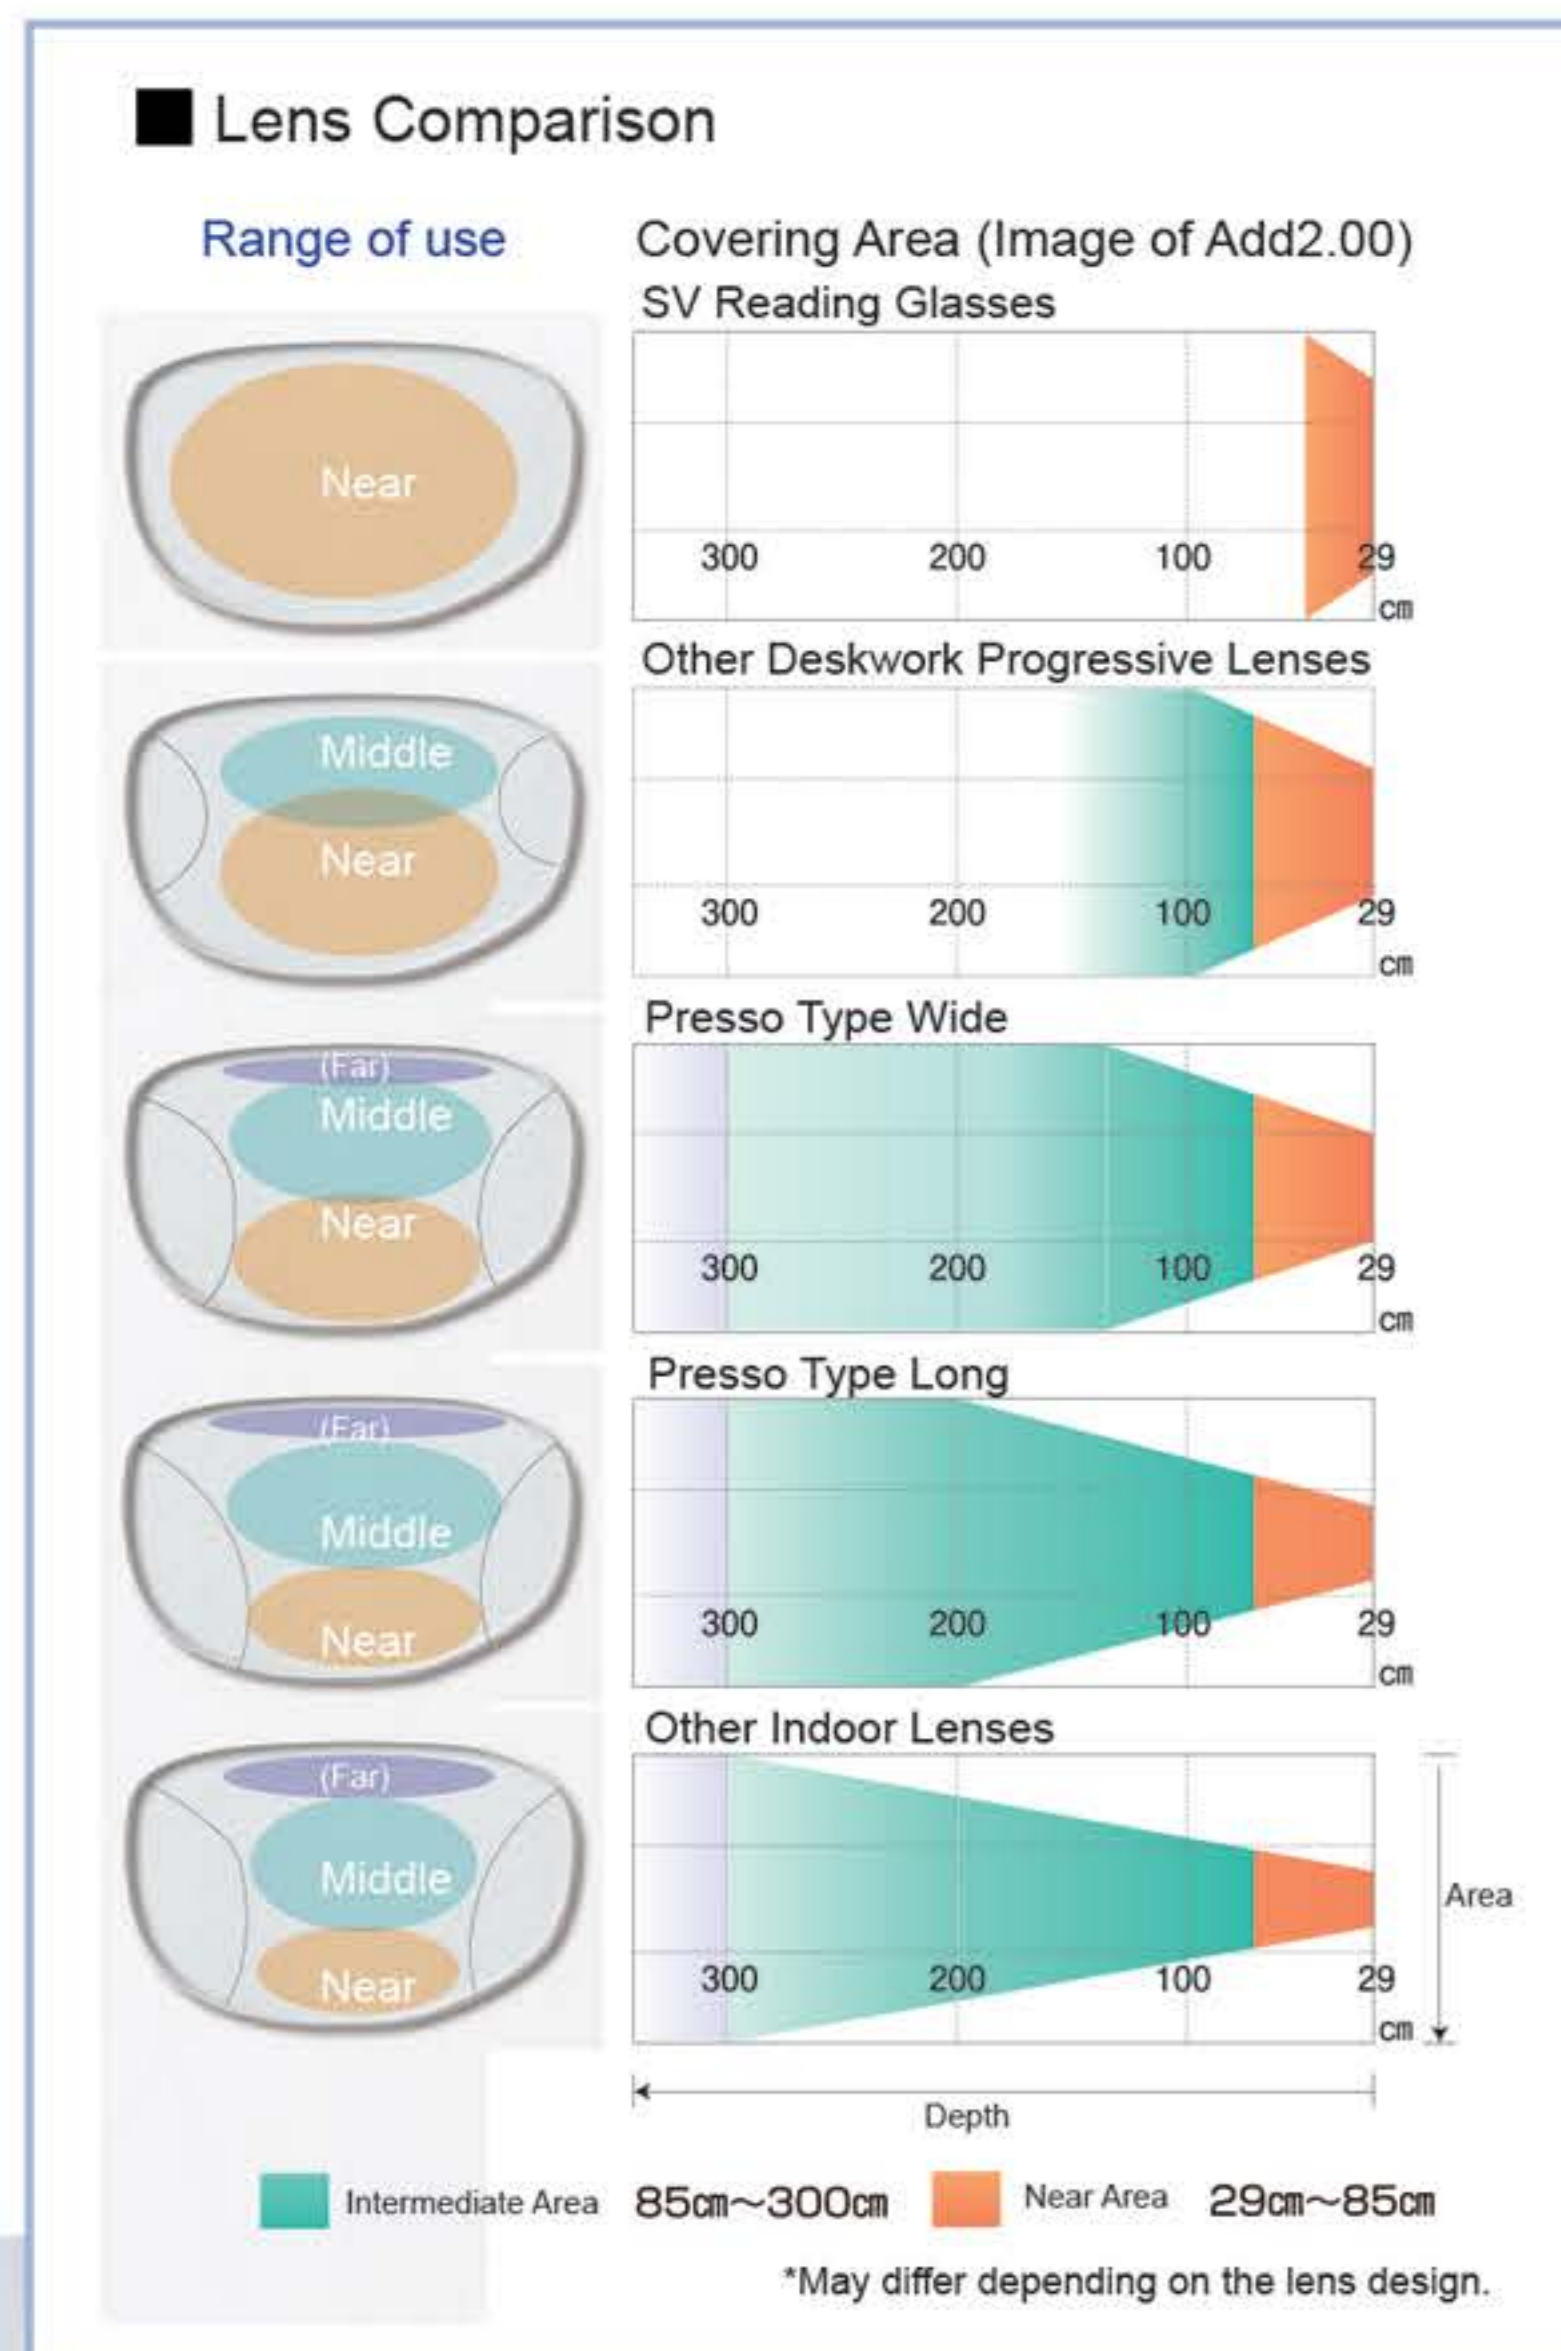 ■ Lens Comparison
Range of use
Covering Area (Image of Add2.00)
SV Reading Glasses
Near
300 200 100 29
cm
Other Deskwork Progressive Lenses
Middle
Near
300 200 100 29
cm
Presso Type Wide
(Far)
Middle
Near
300 200 100 29
cm
Presso Type Long
(Far)
Middle
Near
300 200 100 29
cm
Other Indoor Lenses
(Far)
Middle
Near
300 200 100 29
cm
Area
Depth
Intermediate Area 85㎝～300㎝ Near Area 29㎝～85㎝
*May differ depending on the lens design.